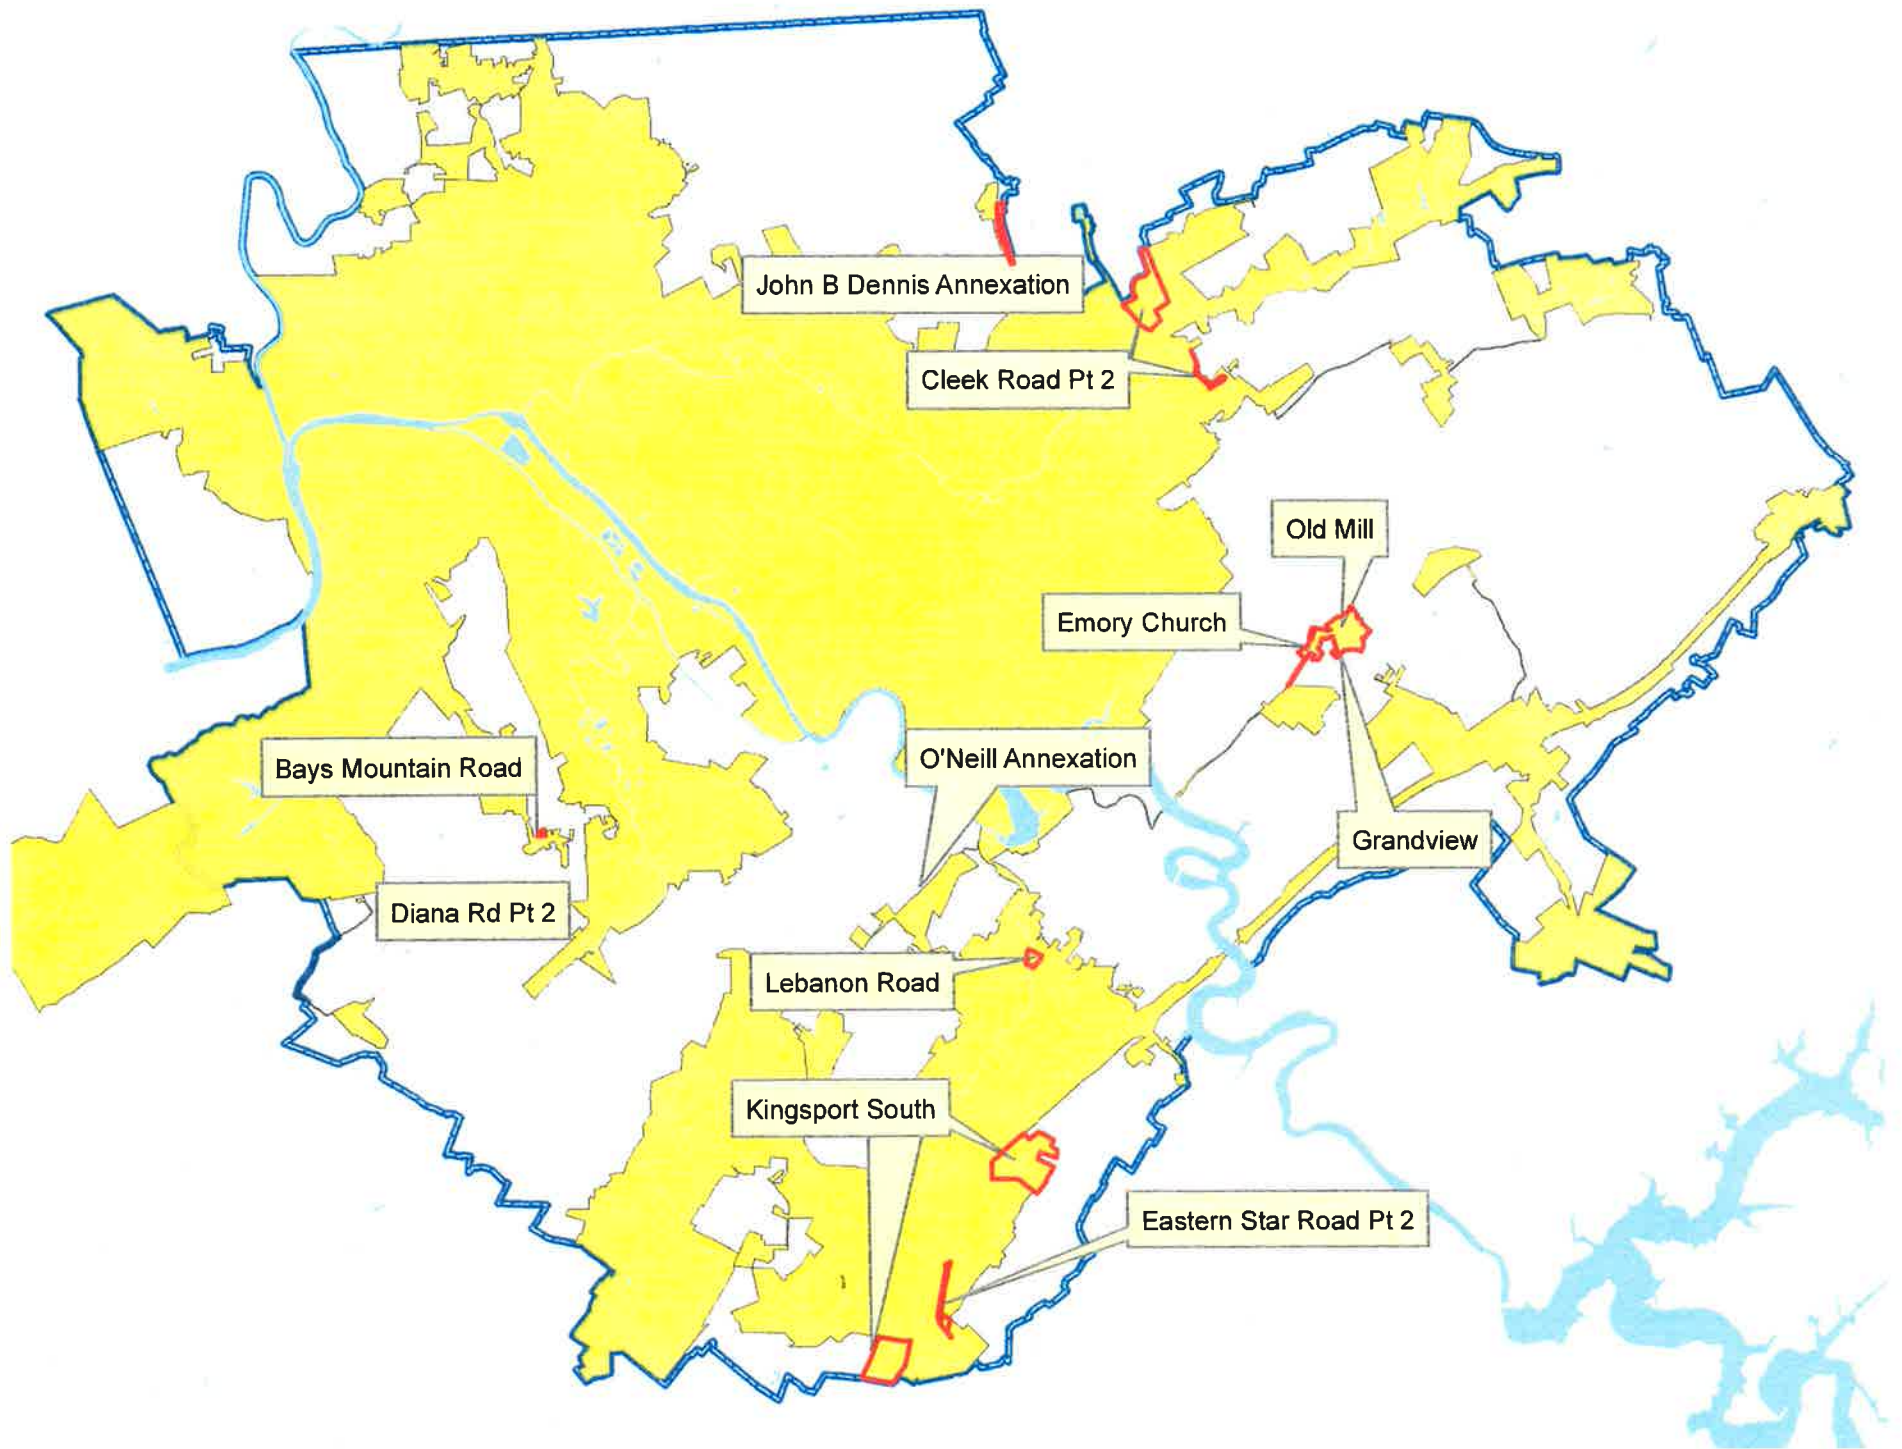 John B Dennis Annexation
Cleek Road Pt 2
Old Mill
Emory Church
O'Neill Annexation
Bays Mountain Road
Grandview
Diana Rd Pt 2
Lebanon Road
Kingsport South
Eastern Star Road Pt 2